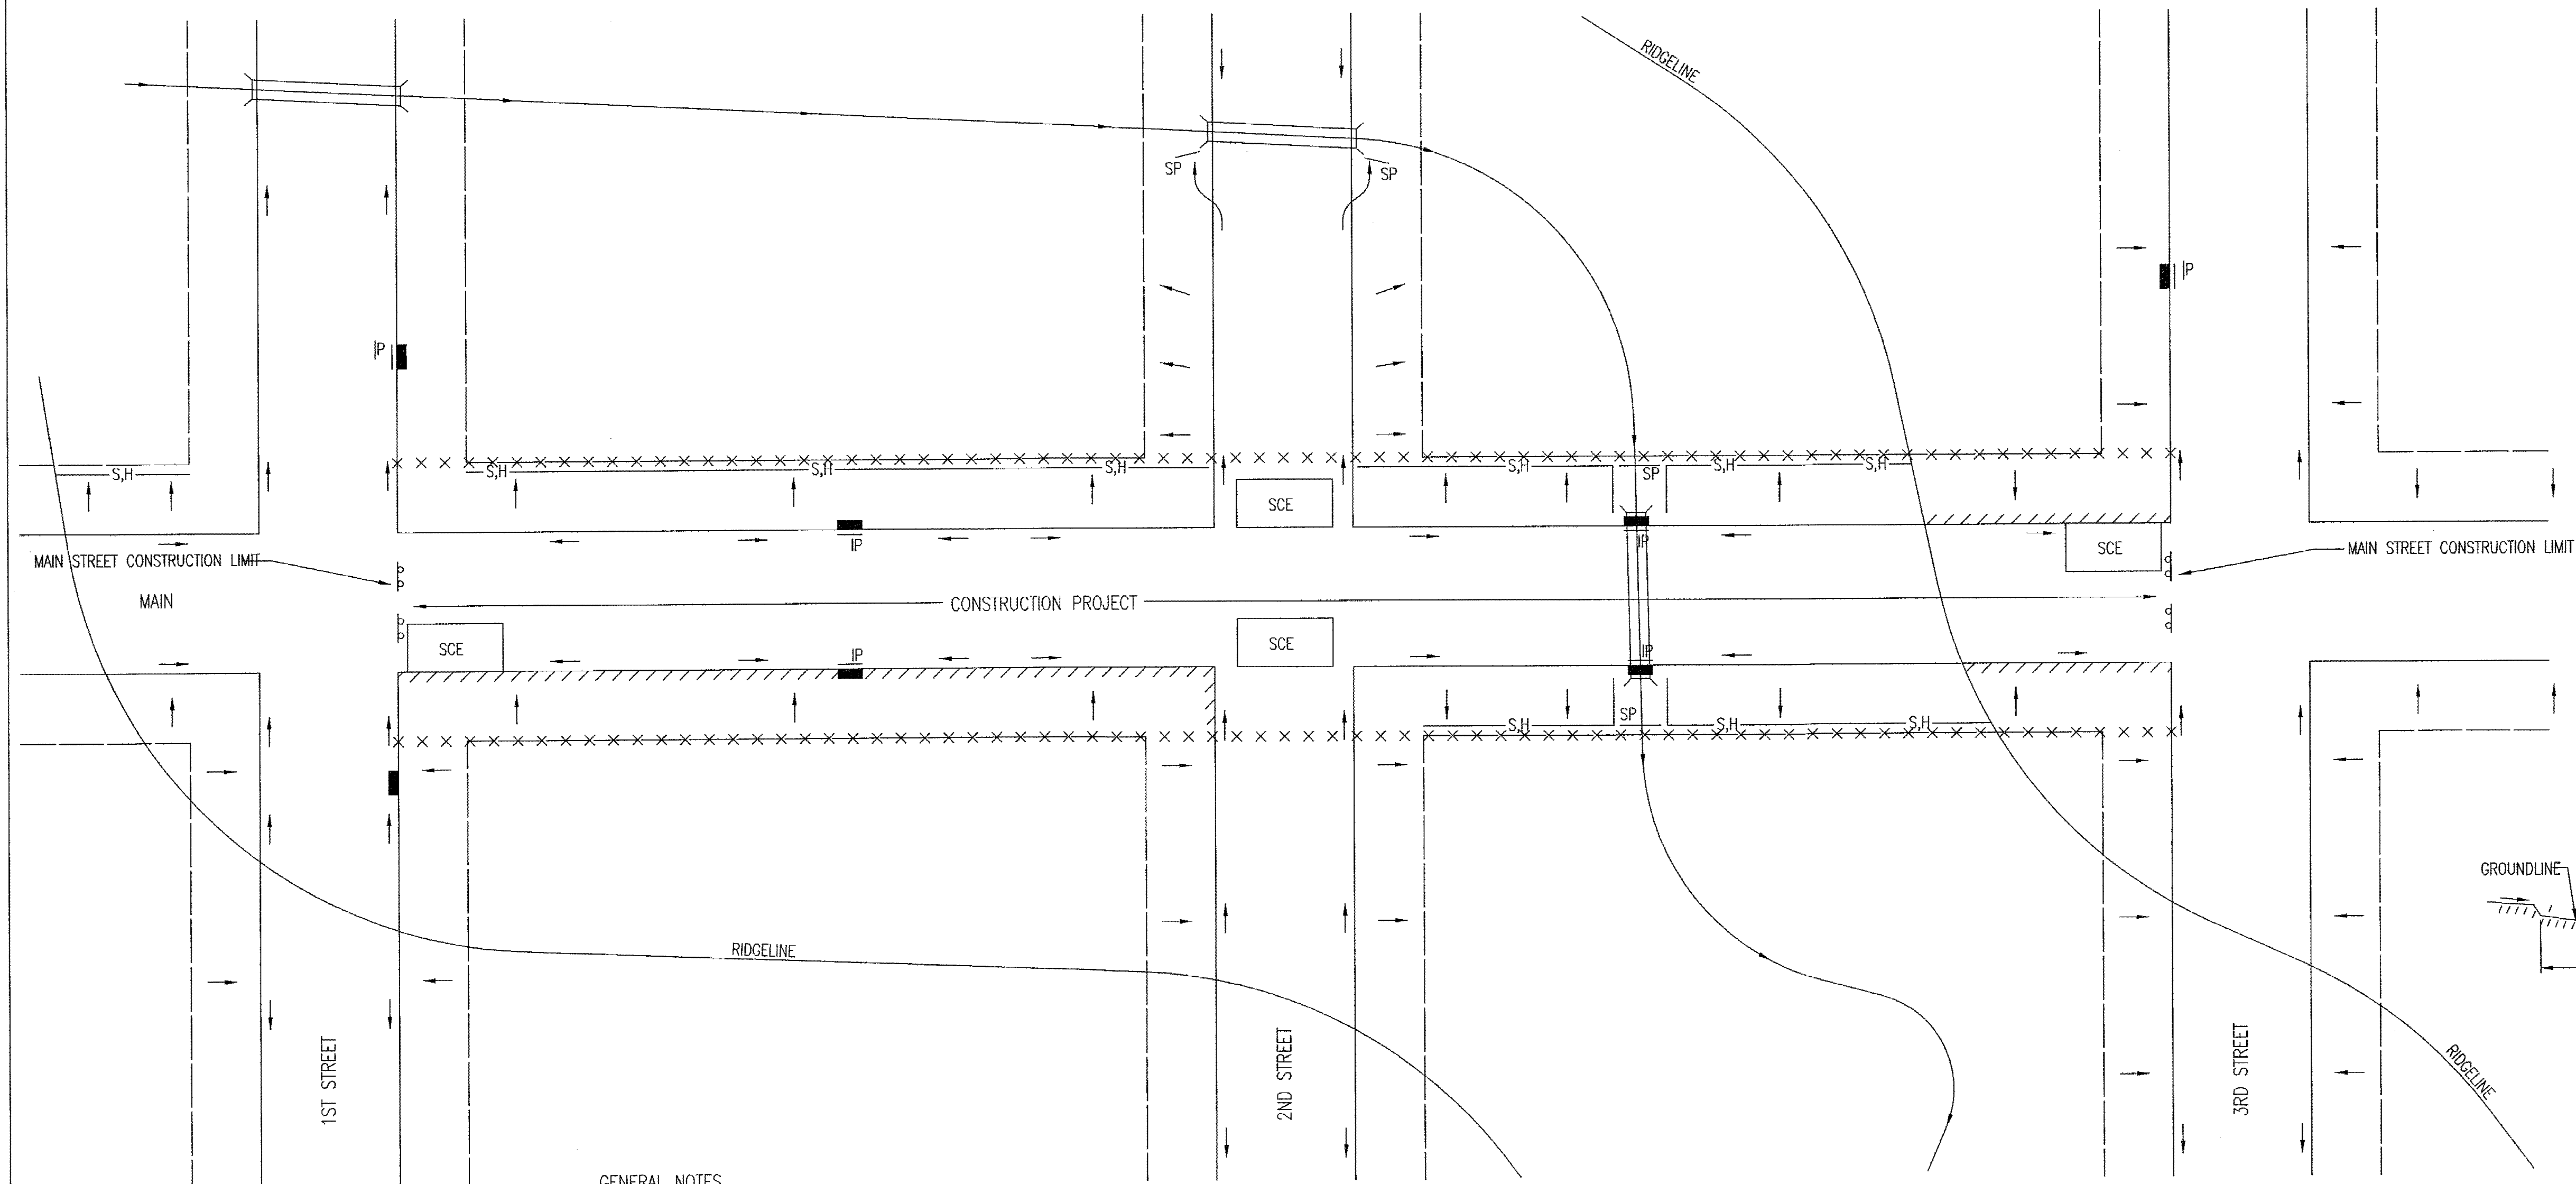 RIDGELINE
SP
SP
IP
IP
S,H
S,H
S,H
S,H
S,H
SP
S,H
S,H
SCE
IP
IP
SCE
MAIN STREET CONSTRUCTION LIMIT
MAIN STREET CONSTRUCTION LIMIT
MAIN
CONSTRUCTION PROJECT
SCE
IP
SCE
IP
S,H
SP
S,H
S,H
GROUNDLINE
RIDGELINE
1ST STREET
2ND STREET
3RD STREET
RIDGELINE
GENERAL NOTES